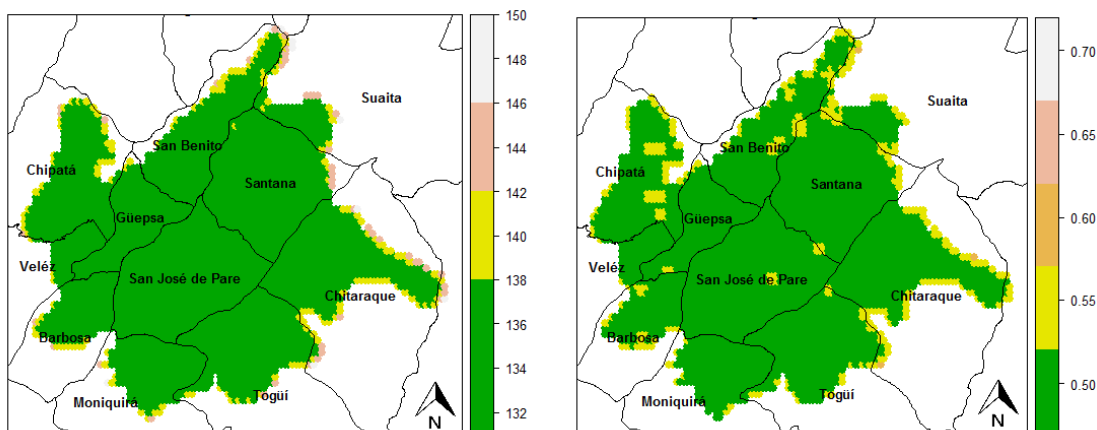 150
148
146
144
142
140
138
136
134
132
Suaita
San Benito
Chipatá
Santana
Güepsa
Veléz
San José de Pare
Chitaraque
Barbosa
Moniquirá
Togüí
N
0.70
0.65
0.60
0.55
0.50
Suaita
San Benito
Chipatá
Santana
Güepsa
Veléz
San José de Pare
Chitaraque
Barbosa
Moniquirá
Togüí
N